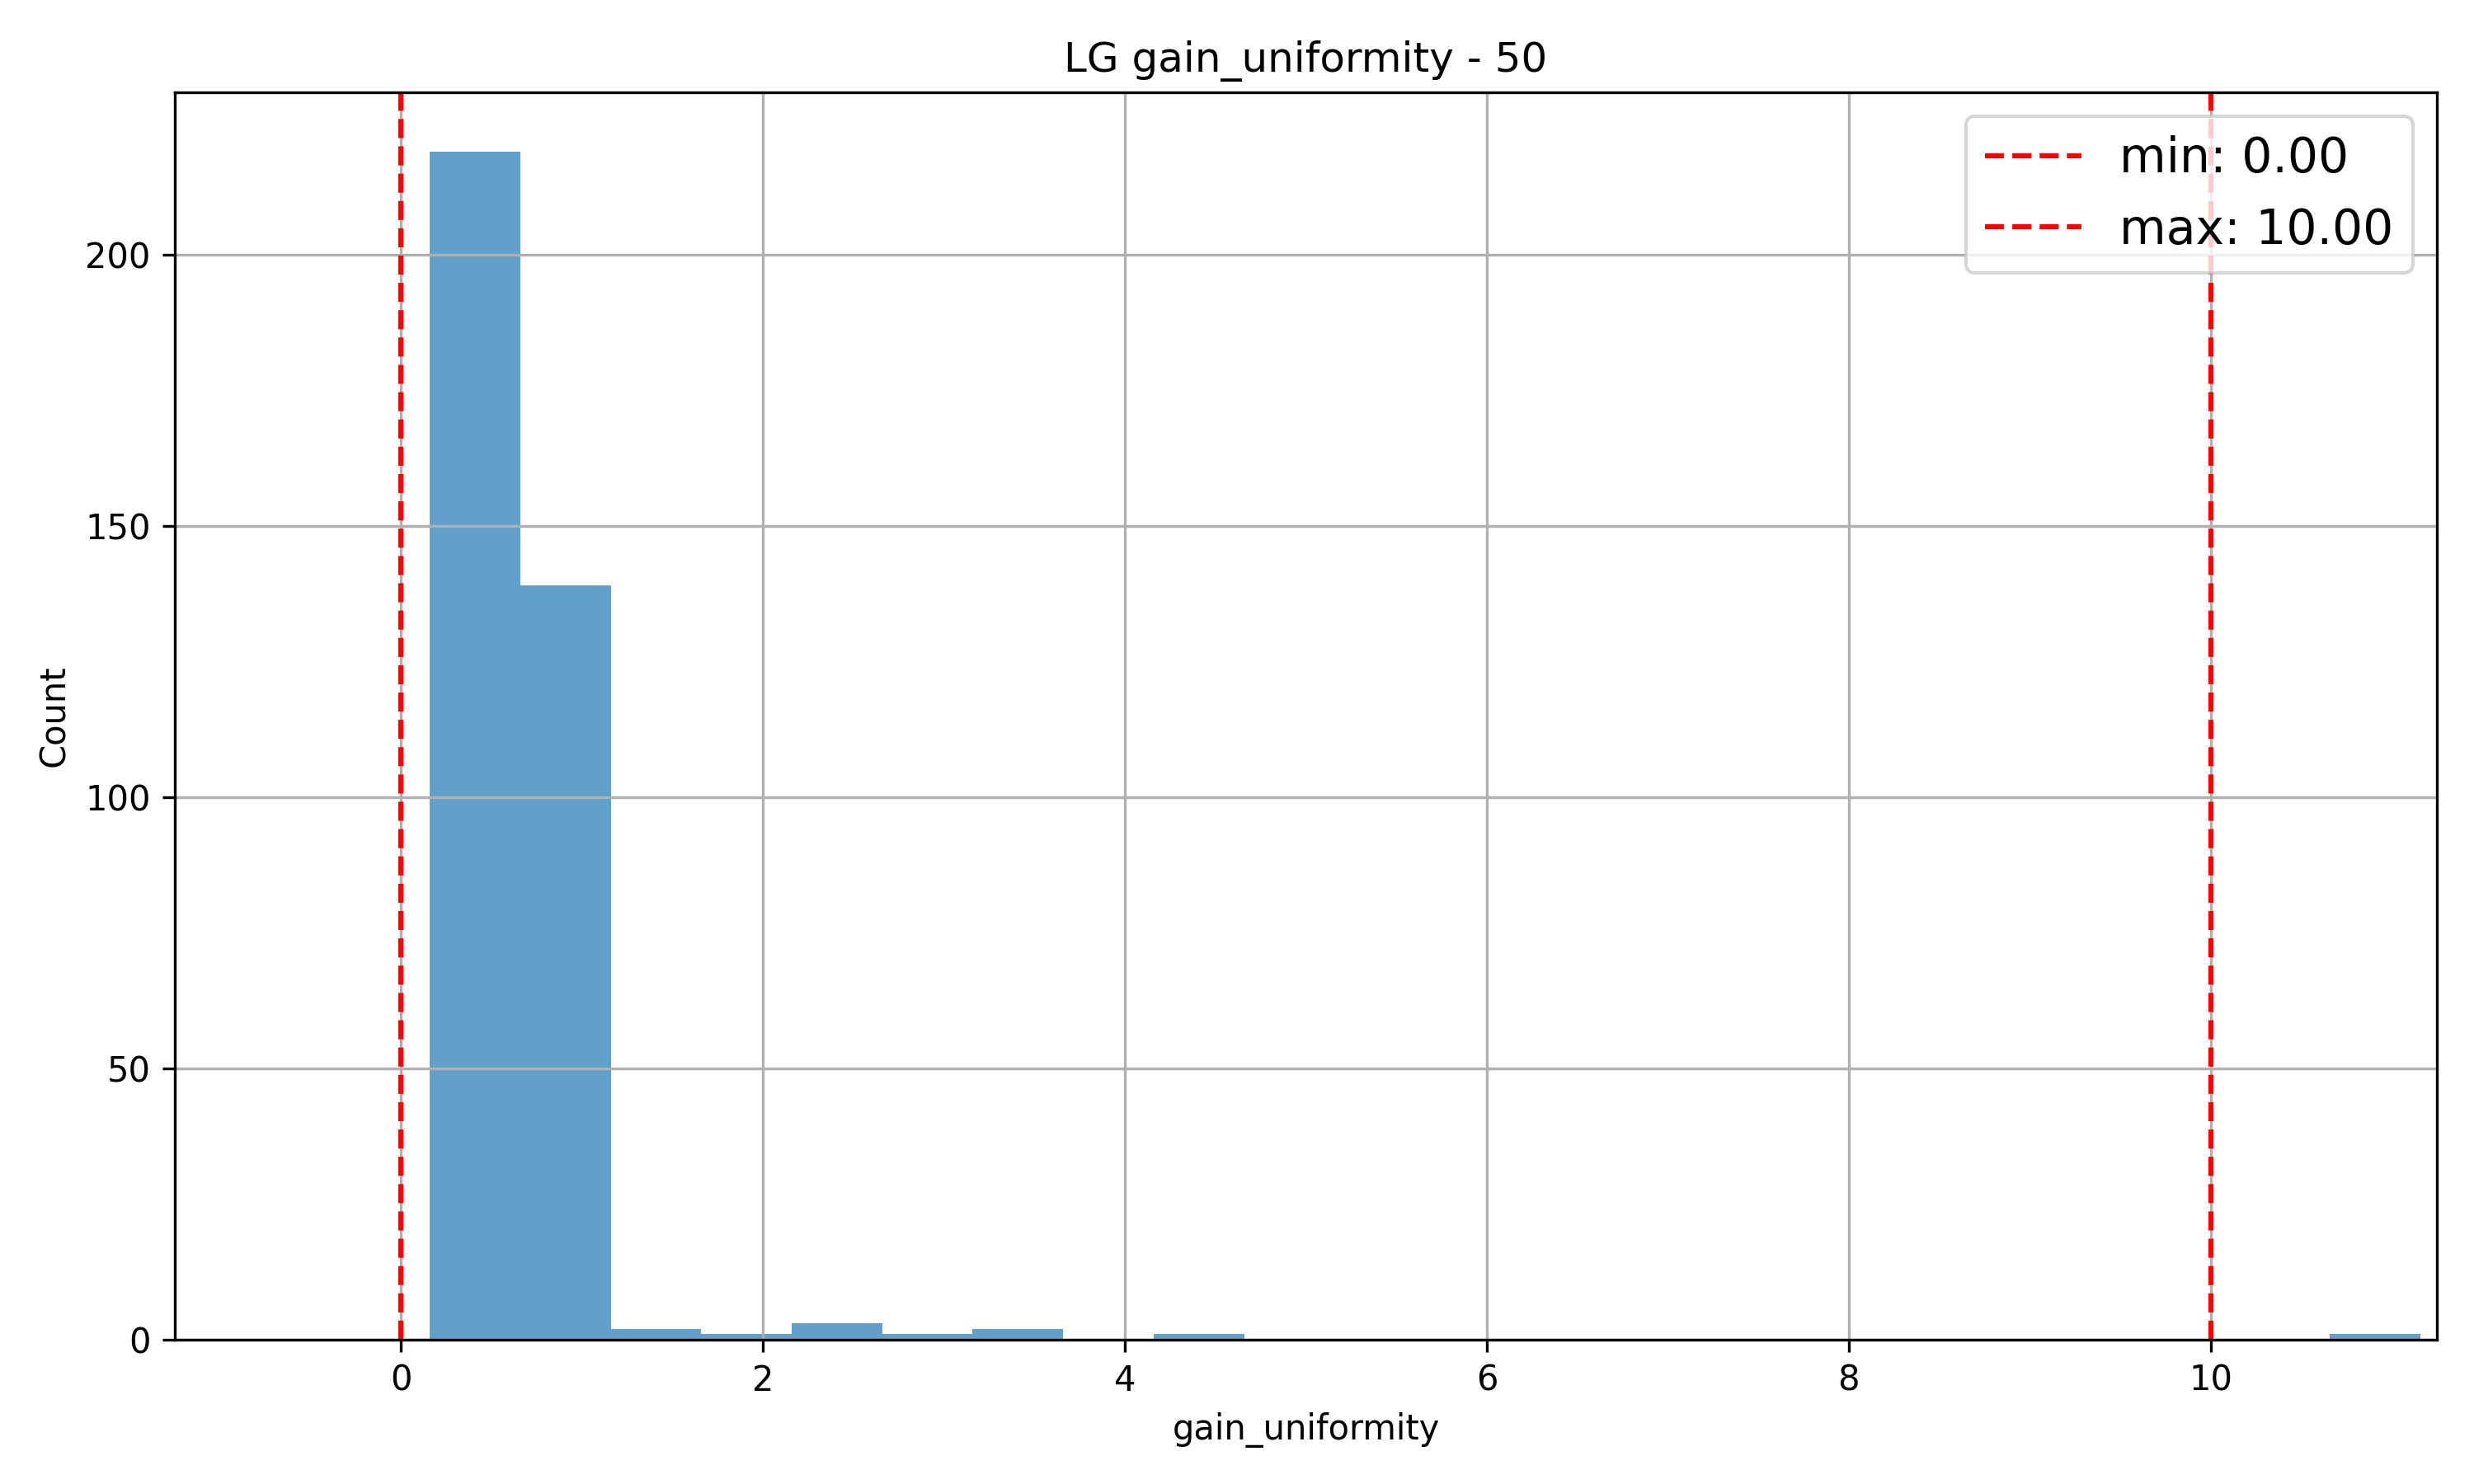 LG gain_uniformity - 50
min: 0.00
max: 10.00
200
150
100
50
0
Count
0 2 4 6 8 10
gain_uniformity